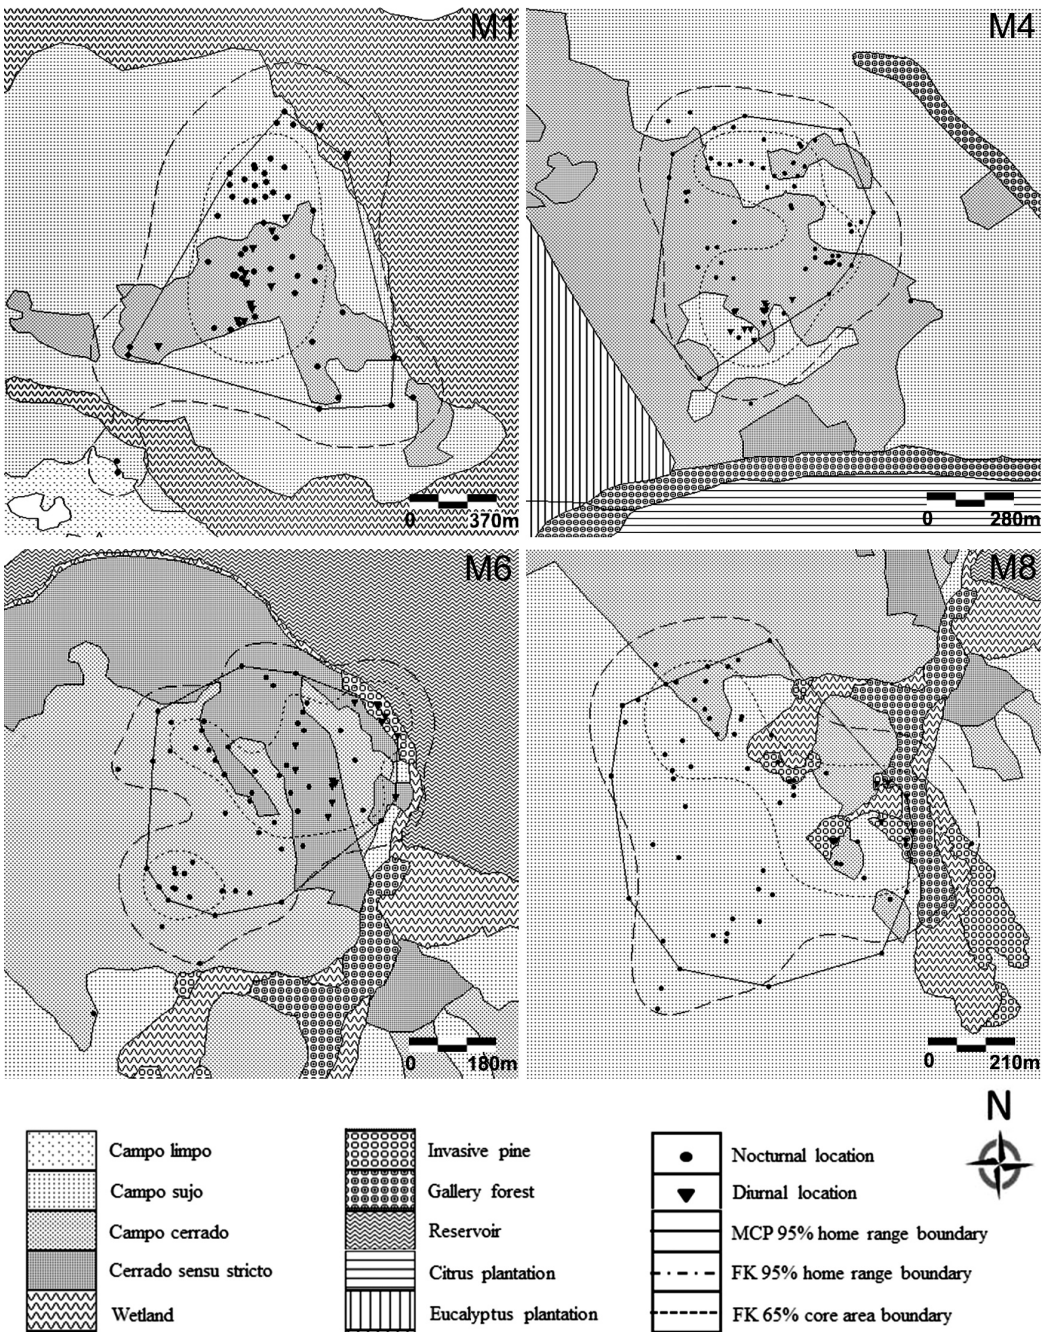 M1
0 370m
M4
0 280m
M6
0 180m
M8
0 210m
N
Campo limpo
Campo sujo
Campo cerrado
Cerrado sensu stricto
Wetland
Invasive pine
Gallery forest
Reservoir
Citrus plantation
Eucalyptus plantation
Nocturnal location
Diurnal location
MCP 95% home range boundary
FK 95% home range boundary
FK 65% core area boundary